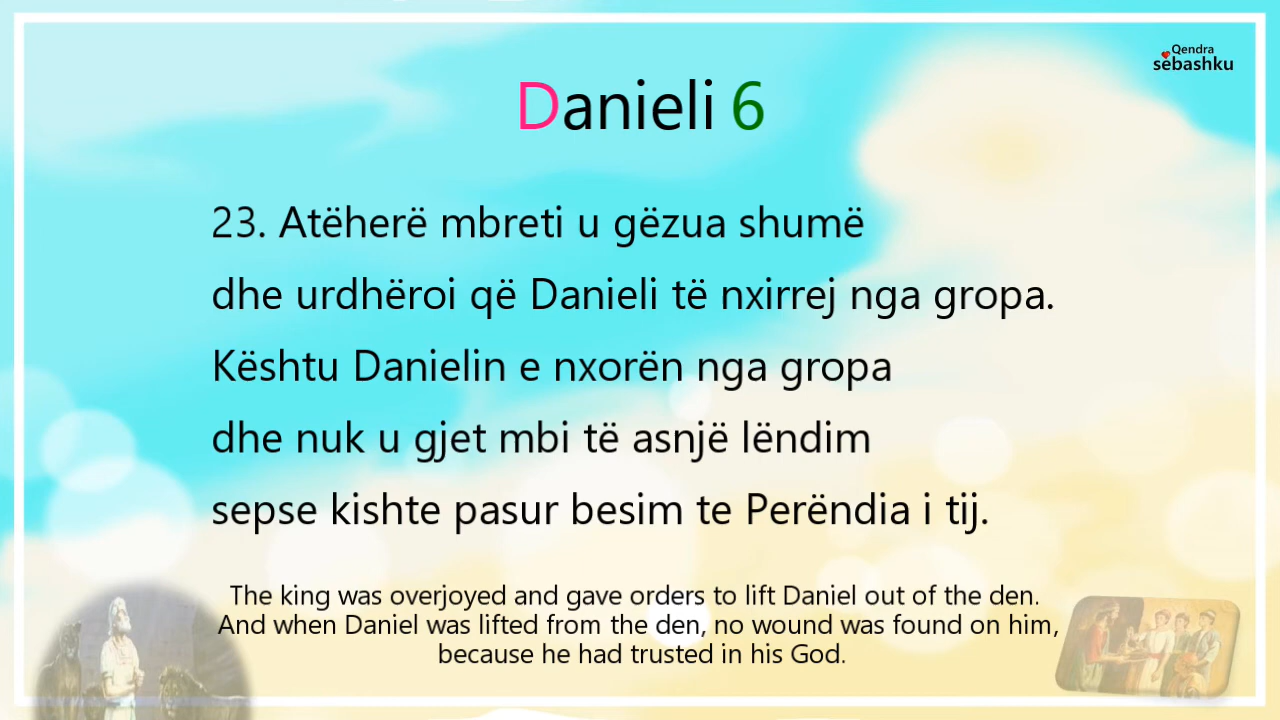 Qendra
sëbashku
Danieli 6
23. Atëherë mbreti u gëzua shumë
dhe urdhëroi që Danieli të nxirrej nga gropa.
Kështu Danielin e nxorën nga gropa
dhe nuk u gjet mbi të asnjë lëndim
sepse kishte pasur besim te Perëndia i tij.
The king was overjoyed and gave orders to lift Daniel out of the den.
And when Daniel was lifted from the den, no wound was found on him,
because he had trusted in his God.